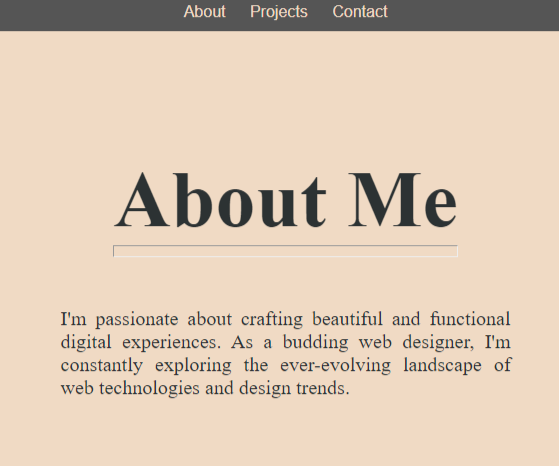 About Projects Contact
About Me
I'm passionate about crafting beautiful and functional
digital experiences. As a budding web designer, I'm
constantly exploring the ever-evolving landscape of
web technologies and design trends.